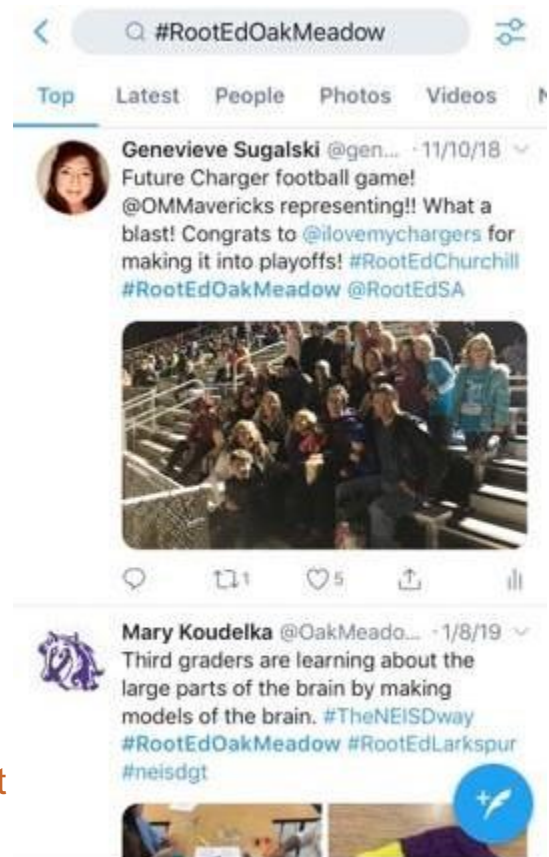 #RootEdOakMeadow
Top Latest People Photos Videos N
Genevieve Sugalski @gen... · 11/10/18
Future Charger football game!
@OMMavericks representing!! What a
blast! Congrats to @ilovemychargers for
making it into playoffs! #RootEdChurchill
#RootEdOakMeadow @RootEdSA
1 5
Mary Koudelka @OakMeado... · 1/8/19
Third graders are learning about the
large parts of the brain by making
models of the brain. #TheNEISDway
#RootEdOakMeadow #RootEdLarkspur
#neisdgt
t